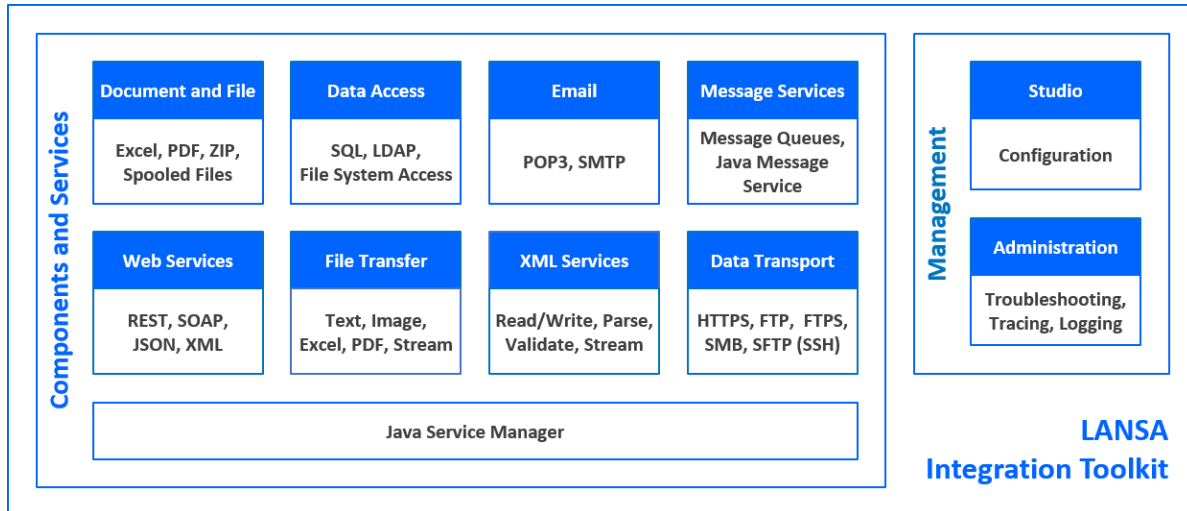 Components and Services
Document and File
Excel, PDF, ZIP,
Spooled Files
Data Access
SQL, LDAP,
File System Access
Email
POP3, SMTP
Message Services
Message Queues,
Java Message
Service
Web Services
REST, SOAP,
JSON, XML
File Transfer
Text, Image,
Excel, PDF, Stream
XML Services
Read/Write, Parse,
Validate, Stream
Data Transport
HTTPS, FTP, FTPS,
SMB, SFTP (SSH)
Java Service Manager
Management
Studio
Configuration
Administration
Troubleshooting,
Tracing, Logging
LANSA
Integration Toolkit